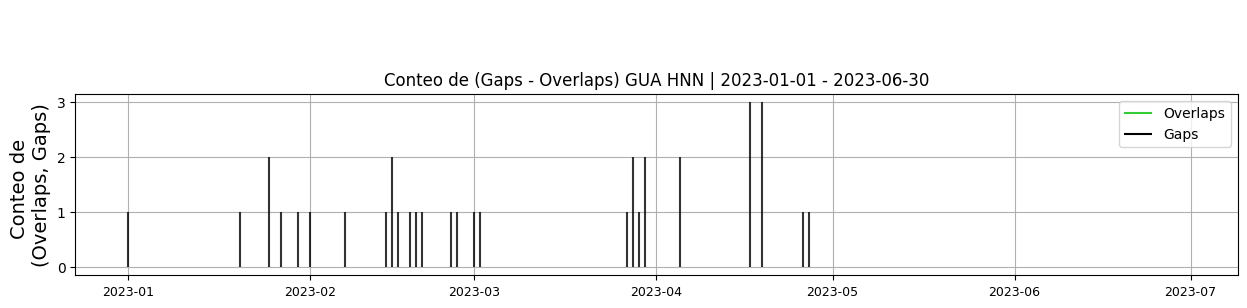 Conteo de (Gaps - Overlaps) GUA HNN | 2023-01-01 - 2023-06-30
Conteo de
(Overlaps, Gaps)
3
2
1
0
Overlaps
Gaps
2023-01
2023-02
2023-03
2023-04
2023-05
2023-06
2023-07